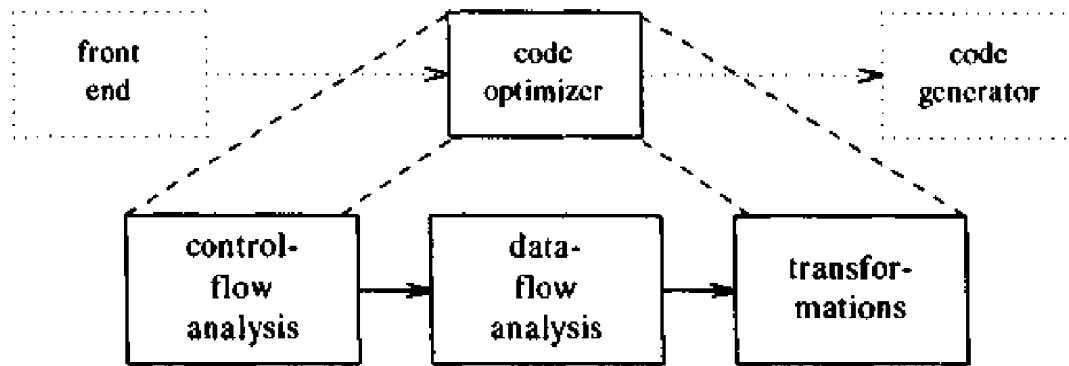 front
end
code
optimizer
code
generator
control-
flow
analysis
data-
flow
analysis
transfor-
mations